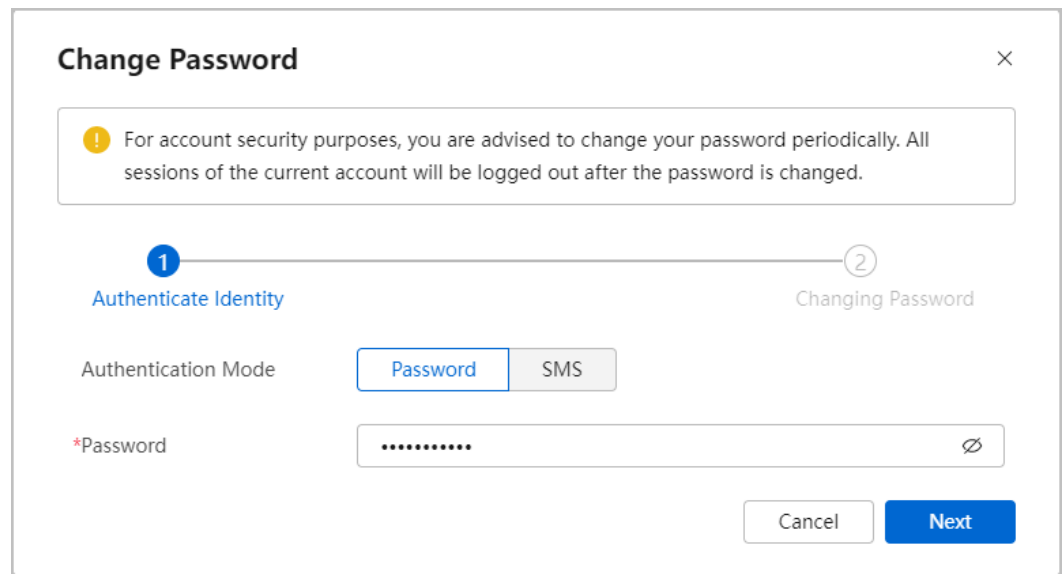 Change Password
For account security purposes, you are advised to change your password periodically. All
sessions of the current account will be logged out after the password is changed.
1
2
Authenticate Identity
Changing Password
Authentication Mode
Password
SMS
*Password
•••••••••••
Cancel
Next